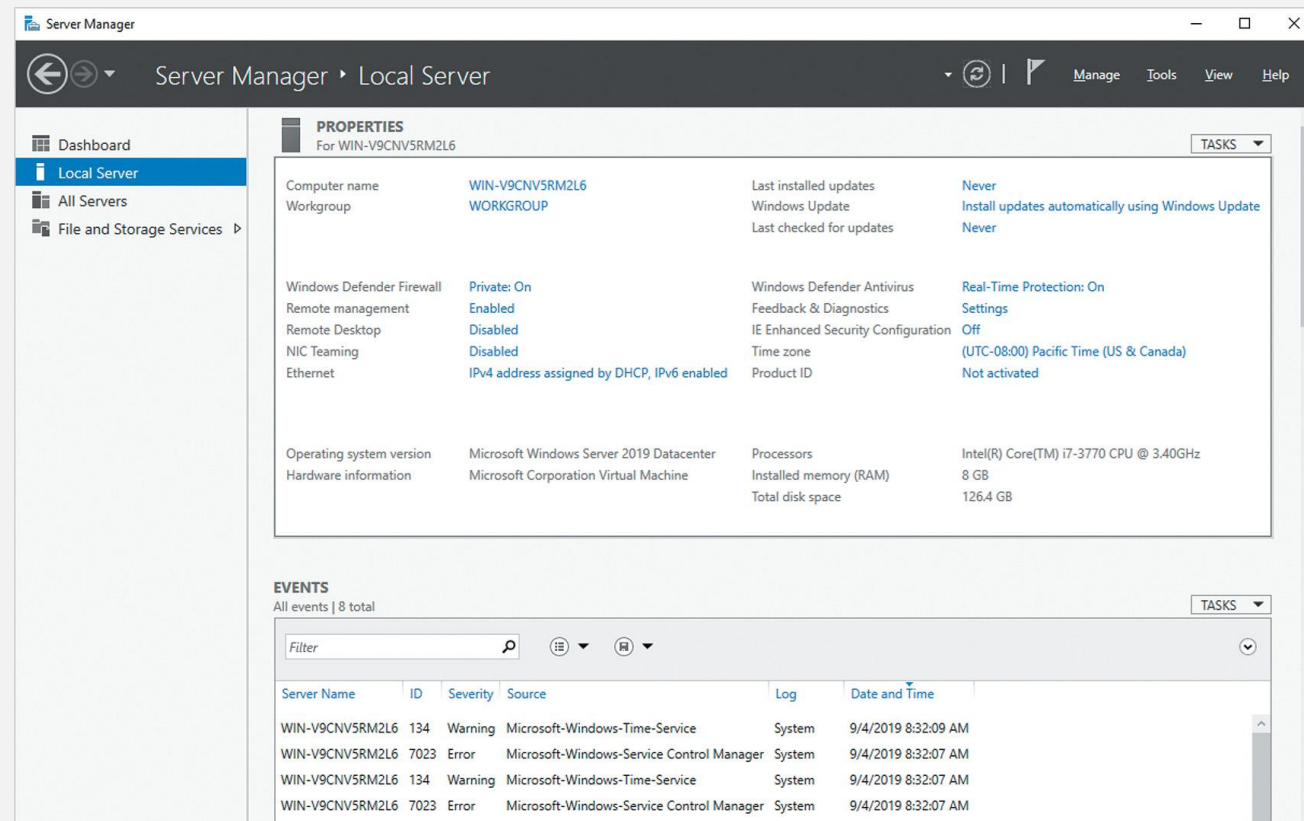 Server Manager
Server Manager • Local Server
Manage Tools View Help
Dashboard
Local Server
All Servers
File and Storage Services
PROPERTIES
For WIN-V9CNV5RM2L6
TASKS
Computer name WIN-V9CNV5RM2L6 Last installed updates Never
Workgroup WORKGROUP Windows Update Install updates automatically using Windows Update
Last checked for updates Never
Windows Defender Firewall Private: On Windows Defender Antivirus Real-Time Protection: On
Remote management Enabled Feedback & Diagnostics Settings
Remote Desktop Disabled IE Enhanced Security Configuration Off
NIC Teaming Disabled Time zone (UTC-08:00) Pacific Time (US & Canada)
Ethernet IPv4 address assigned by DHCP, IPv6 enabled Product ID Not activated
Operating system version Microsoft Windows Server 2019 Datacenter Processors Intel(R) Core(TM) i7-3770 CPU @ 3.40GHz
Hardware information Microsoft Corporation Virtual Machine Installed memory (RAM) 8 GB
Total disk space 126.4 GB
EVENTS
All events | 8 total
TASKS
Filter
Server Name ID Severity Source Log Date and Time
WIN-V9CNV5RM2L6 134 Warning Microsoft-Windows-Time-Service System 9/4/2019 8:32:09 AM
WIN-V9CNV5RM2L6 7023 Error Microsoft-Windows-Service Control Manager System 9/4/2019 8:32:07 AM
WIN-V9CNV5RM2L6 134 Warning Microsoft-Windows-Time-Service System 9/4/2019 8:32:07 AM
WIN-V9CNV5RM2L6 7023 Error Microsoft-Windows-Service Control Manager System 9/4/2019 8:32:07 AM